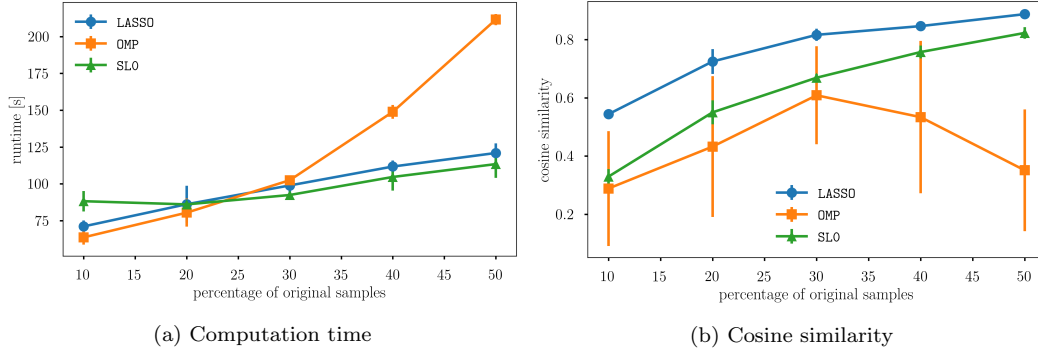 LASSO
OMP
SL0
200
175
150
125
100
75
runtime [s]
10 15 20 25 30 35 40 45 50
percentage of original samples
(a) Computation time
0.8
0.6
0.4
0.2
cosine similarity
LASSO
OMP
SL0
10 15 20 25 30 35 40 45 50
percentage of original samples
(b) Cosine similarity